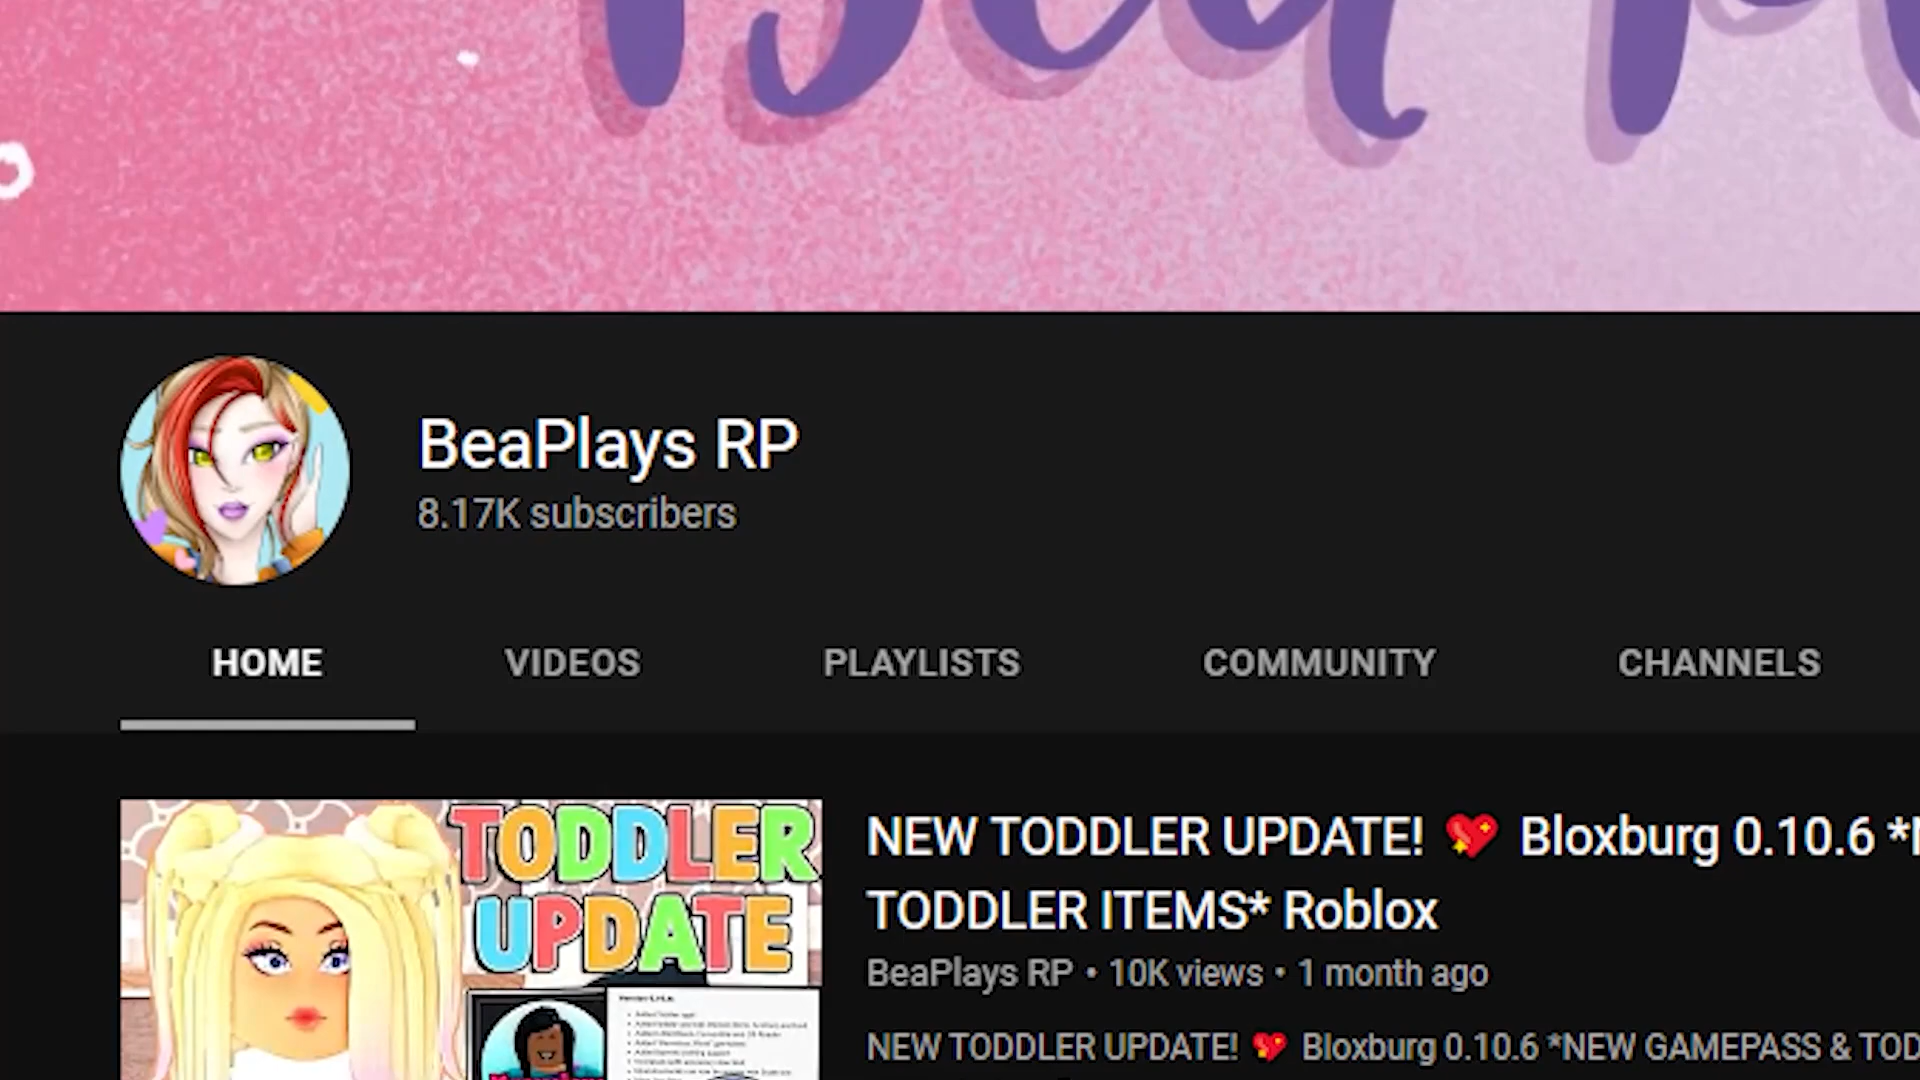 BeaPlays RP
8.17K subscribers
HOME VIDEOS PLAYLISTS COMMUNITY CHANNELS
TODDLER
UPDATE
NEW TODDLER UPDATE! 💖 Bloxburg 0.10.6 *
TODDLER ITEMS* Roblox
BeaPlays RP • 10K views • 1 month ago
NEW TODDLER UPDATE! 💖 Bloxburg 0.10.6 *NEW GAMEPASS & TOD